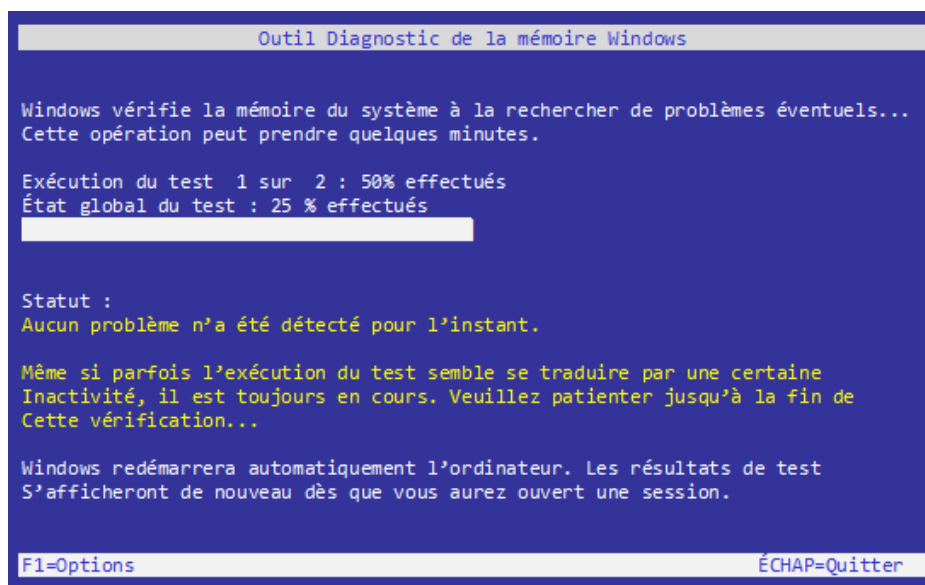 Outil Diagnostic de la mémoire Windows
Windows vérifie la mémoire du système à la rechercher de problèmes éventuels...
Cette opération peut prendre quelques minutes.
Exécution du test  1 sur  2 : 50% effectués
État global du test : 25 % effectués
Statut :
Aucun problème n’a été détecté pour l’instant.
Même si parfois l’exécution du test semble se traduire par une certaine
Inactivité, il est toujours en cours. Veuillez patienter jusqu’à la fin de
Cette vérification...
Windows redémarrera automatiquement l’ordinateur. Les résultats de test
S’afficheront de nouveau dès que vous aurez ouvert une session.
F1=Options ÉCHAP=Quitter